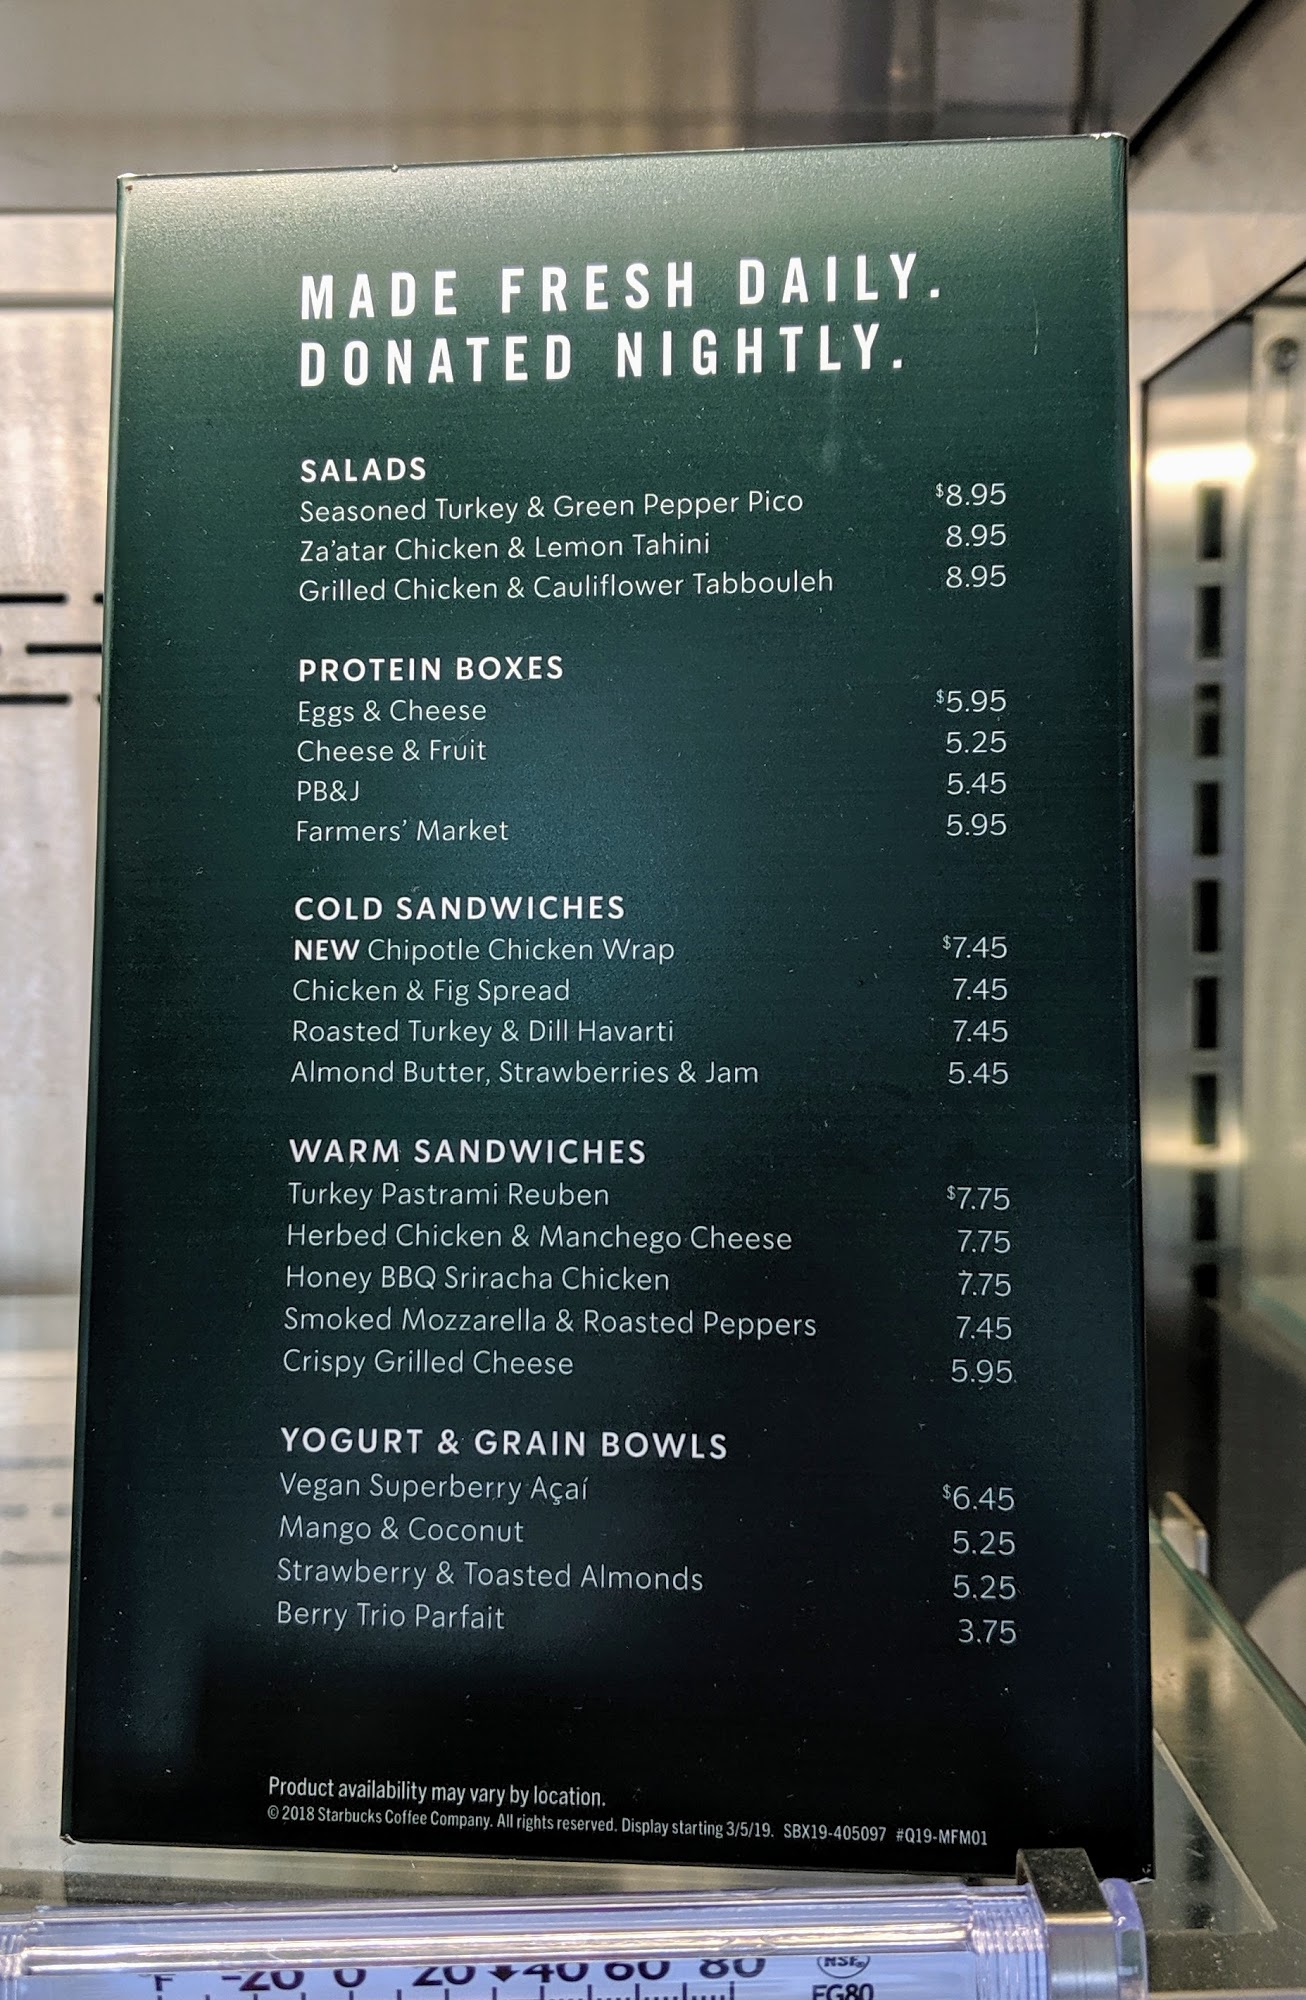 MADE FRESH DAILY.
DONATED NIGHTLY.
SALADS
Seasoned Turkey & Green Pepper Pico $8.95
Za'atar Chicken & Lemon Tahini 8.95
Grilled Chicken & Cauliflower Tabbouleh 8.95
PROTEIN BOXES
Eggs & Cheese $5.95
Cheese & Fruit 5.25
PB&J 5.45
Farmers' Market 5.95
COLD SANDWICHES
NEW Chipotle Chicken Wrap $7.45
Chicken & Fig Spread 7.45
Roasted Turkey & Dill Havarti 7.45
Almond Butter, Strawberries & Jam 5.45
WARM SANDWICHES
Turkey Pastrami Reuben $7.75
Herbed Chicken & Manchego Cheese 7.75
Honey BBQ Sriracha Chicken 7.75
Smoked Mozzarella & Roasted Peppers 7.45
Crispy Grilled Cheese 5.95
YOGURT & GRAIN BOWLS
Vegan Superberry Açaí $6.45
Mango & Coconut 5.25
Strawberry & Toasted Almonds 5.25
Berry Trio Parfait 3.75
Product availability may vary by location.
© 2018 Starbucks Coffee Company. All rights reserved. Display starting 3/5/19. SBX19-405097 #Q19-MFM01
°F -20 0 20 40 60 80 NSF
FG80